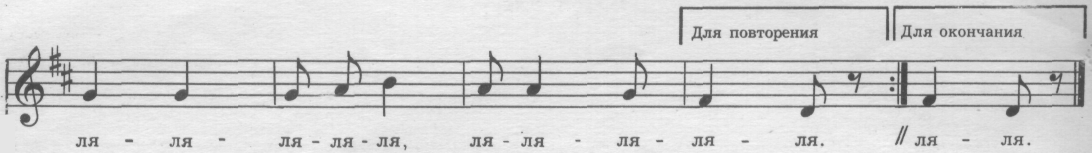 Для повторения Для окончания
ля - ля - ля - ля - ля, ля - ля - ля - ля - ля. // ля - ля.